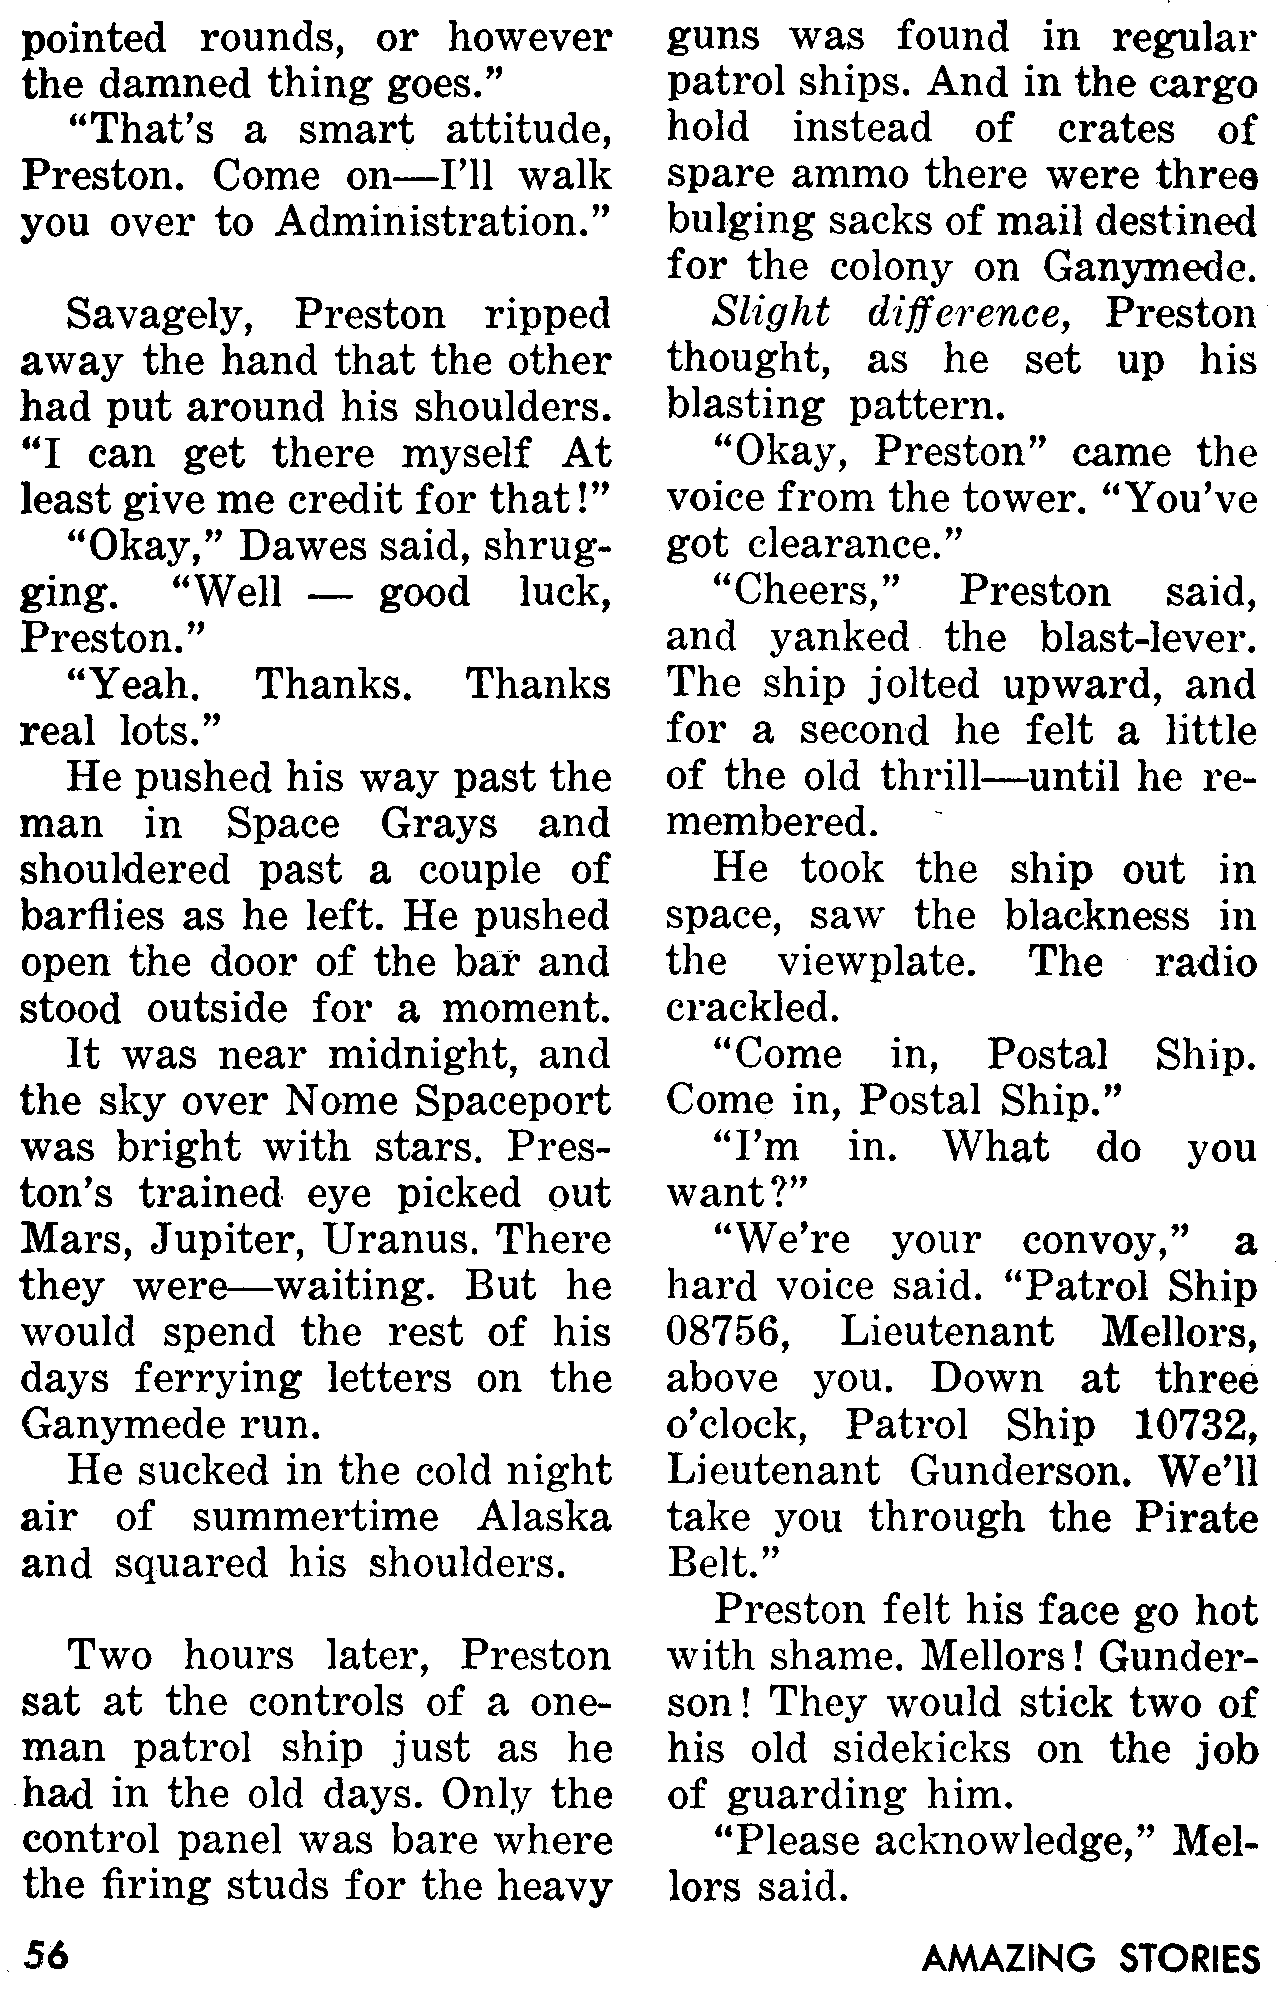 pointed rounds, or however
the damned thing goes.”
“That’s a smart attitude,
Preston. Come on—I’ll walk
you over to Administration.”
Savagely, Preston ripped
away the hand that the other
had put around his shoulders.
“I can get there myself At
least give me credit for that!”
“Okay,” Dawes said, shrug-
ging. “Well — good luck,
Preston.”
“Yeah. Thanks. Thanks
real lots.”
He pushed his way past the
man in Space Grays and
shouldered past a couple of
barflies as he left. He pushed
open the door of the bar and
stood outside for a moment.
It was near midnight, and
the sky over Nome Spaceport
was bright with stars. Pres-
ton’s trained eye picked out
Mars, Jupiter, Uranus. There
they were—waiting. But he
would spend the rest of his
days ferrying letters on the
Ganymede run.
He sucked in the cold night
air of summertime Alaska
and squared his shoulders.
Two hours later, Preston
sat at the controls of a one-
man patrol ship just as he
had in the old days. Only the
control panel was bare where
the firing studs for the heavy
guns was found in regular
patrol ships. And in the cargo
hold instead of crates of
spare ammo there were three
bulging sacks of mail destined
for the colony on Ganymede.
Slight difference, Preston
thought, as he set up his
blasting pattern.
“Okay, Preston” came the
voice from the tower. “You’ve
got clearance.”
“Cheers,” Preston said,
and yanked the blast-lever.
The ship jolted upward, and
for a second he felt a little
of the old thrill—until he re-
membered.
He took the ship out in
space, saw the blackness in
the viewplate. The radio
crackled.
“Come in, Postal Ship.
Come in, Postal Ship.”
“I’m in. What do you
want?”
“We’re your convoy,” a
hard voice said. “Patrol Ship
08756, Lieutenant Mellors,
above you. Down at three
o’clock, Patrol Ship 10732,
Lieutenant Gunderson. We’ll
take you through the Pirate
Belt.”
Preston felt his face go hot
with shame. Mellors! Gunder-
son! They would stick two of
his old sidekicks on the job
of guarding him.
“Please acknowledge,” Mel-
lors said.
56
AMAZING STORIES